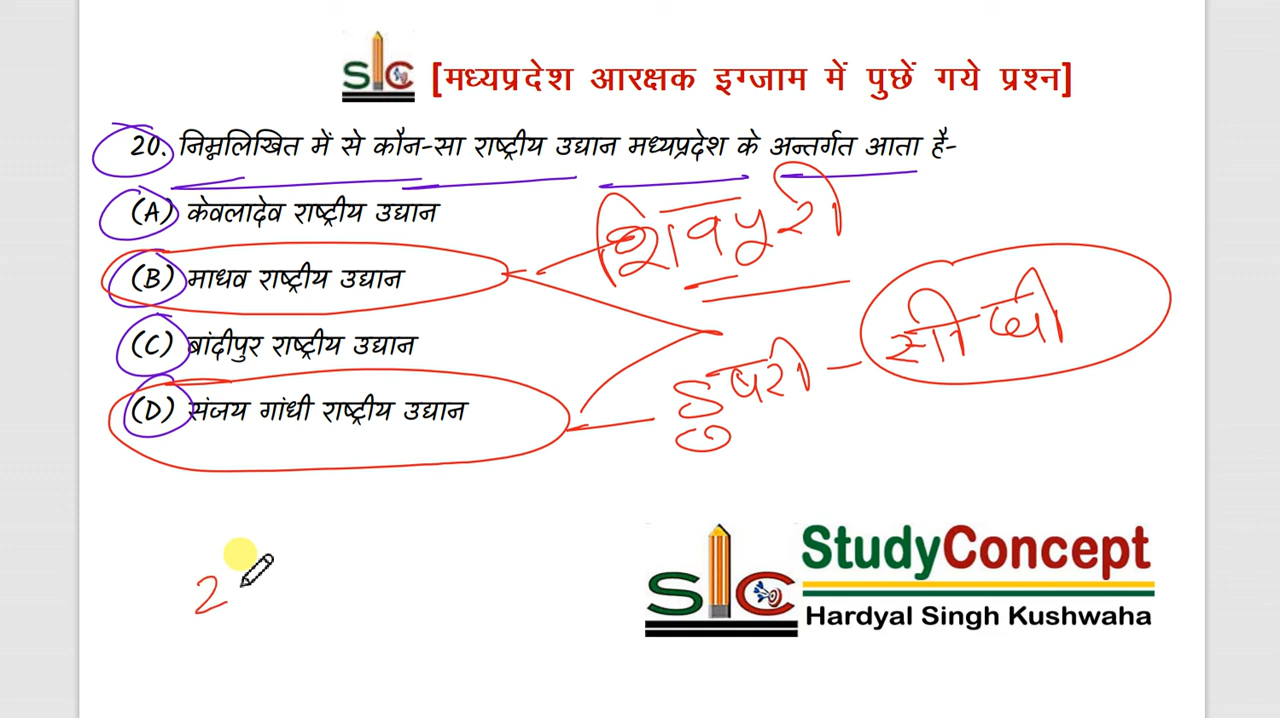 SIC [मध्यप्रदेश आरक्षक इग्जाम में पुछें गये प्रश्न]
20. निम्नलिखित में से कौन-सा राष्ट्रीय उद्यान मध्यप्रदेश के अन्तर्गत आता है-
(A) केवलादेव राष्ट्रीय उद्यान
शिवपुरी
(B) माधव राष्ट्रीय उद्यान
सीधी
(C) बांदीपुर राष्ट्रीय उद्यान
डुबरी -
(D) संजय गांधी राष्ट्रीय उद्यान
2
SIC StudyConcept
Hardyal Singh Kushwaha